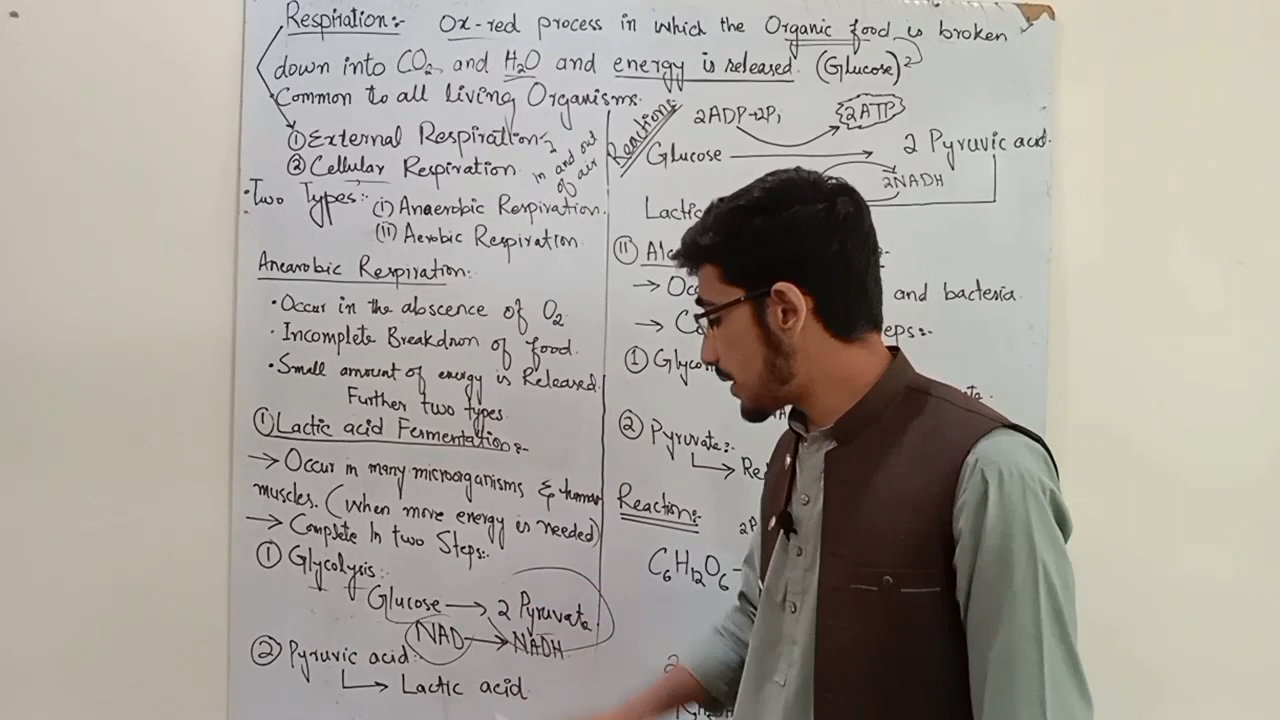 Respiration:- Ox-red process in which the Organic food is broken
down into CO2 and H2O and energy is released. (Glucose)
Common to all living Organisms.
① External Respiration
② Cellular Respiration
in and out
of air
Two Types:- (i) Anaerobic Respiration.
(ii) Aerobic Respiration
Anearobic Respiration:-
• Occur in the abscence of O2
• Incomplete Breakdown of food.
• Small amount of energy is Released.
Further two types
① Lactic acid Fermentation:-
→ Occur in many microorganisms & human
muscles. (When more energy is needed)
→ Complete In two Steps:-
① Glycolysis:-
Glucose → 2 Pyruvate
NAD → NADH
② Pyruvic acid:-
→ Lactic acid
Reactions
2ADP+2Pi
2ATP
Glucose → 2 Pyruvic acid.
2NADH
Lactic
② Pyruvate:-
(II)
→
and bacteria.
→
① 
Reaction:-
C6H12O6